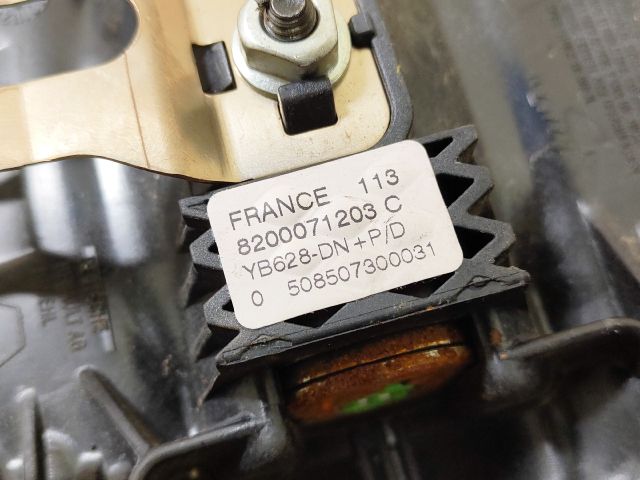 FRANCE 113
8200071203 C
YB628-DN+P/D
0 508507300031